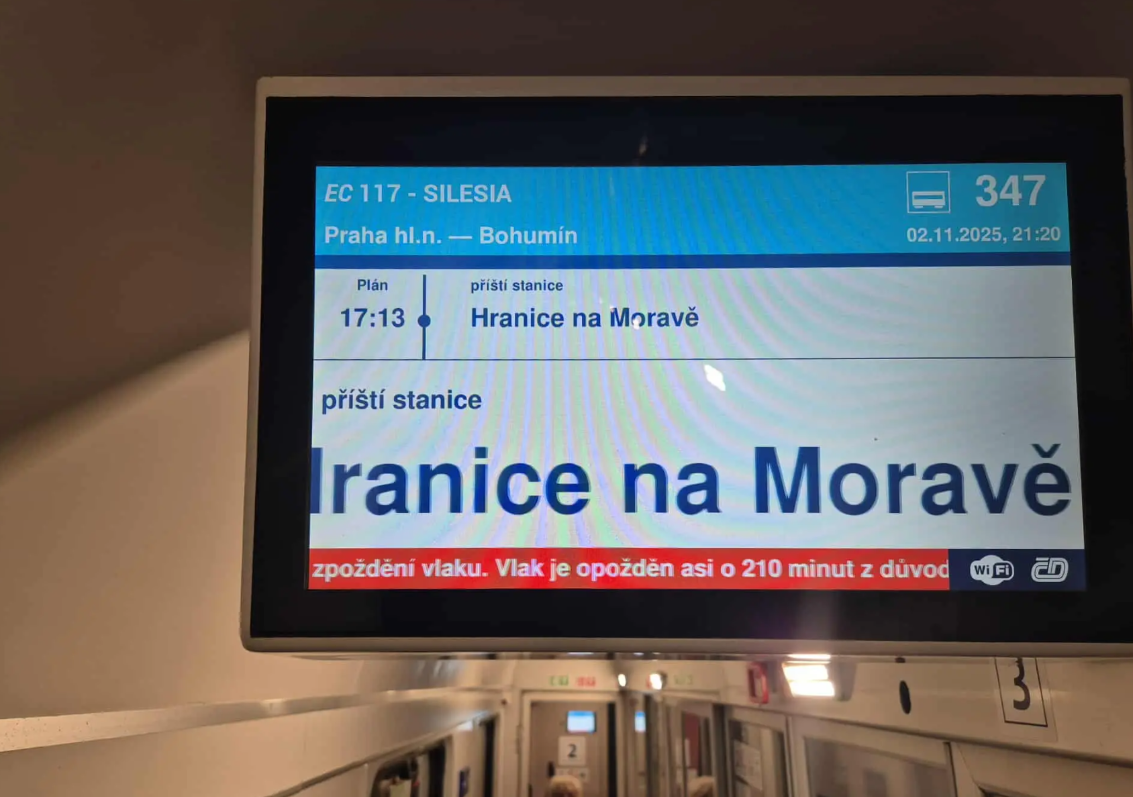 EC 117 - SILESIA
347
Praha hl.n. — Bohumín
02.11.2025, 21:20
Plán
příští stanice
17:13
Hranice na Moravě
příští stanice
Hranice na Moravě
zpoždění vlaku. Vlak je opožděn asi o 210 minut z důvod
WiFi
ČD
3
2